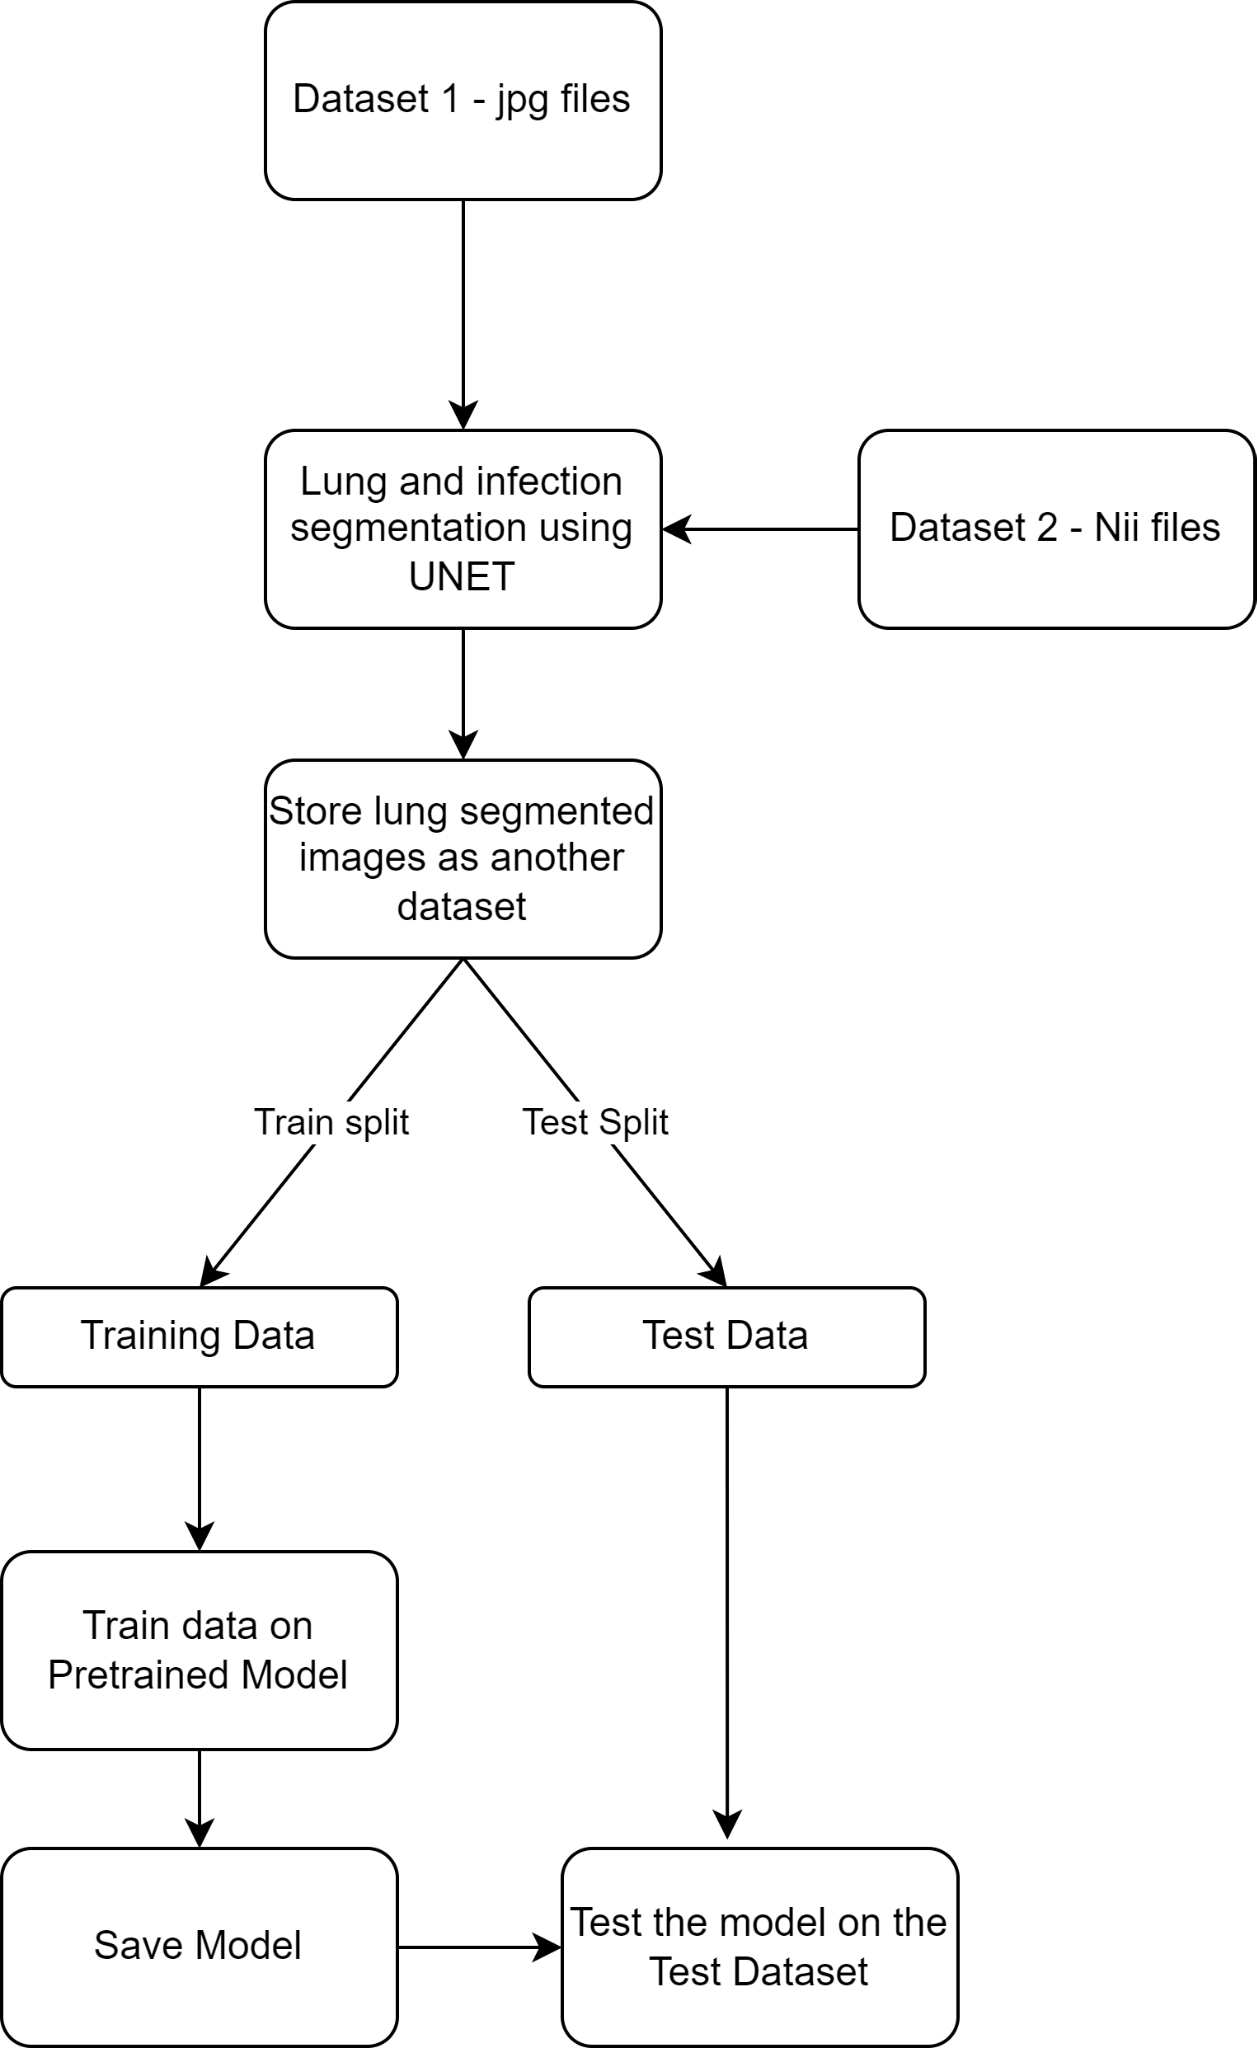 Dataset 1 - jpg files
Lung and infection
segmentation using
UNET
Dataset 2 - Nii files
Store lung segmented
images as another
dataset
Train split
Test Split
Training Data
Test Data
Train data on
Pretrained Model
Save Model
Test the model on the
Test Dataset